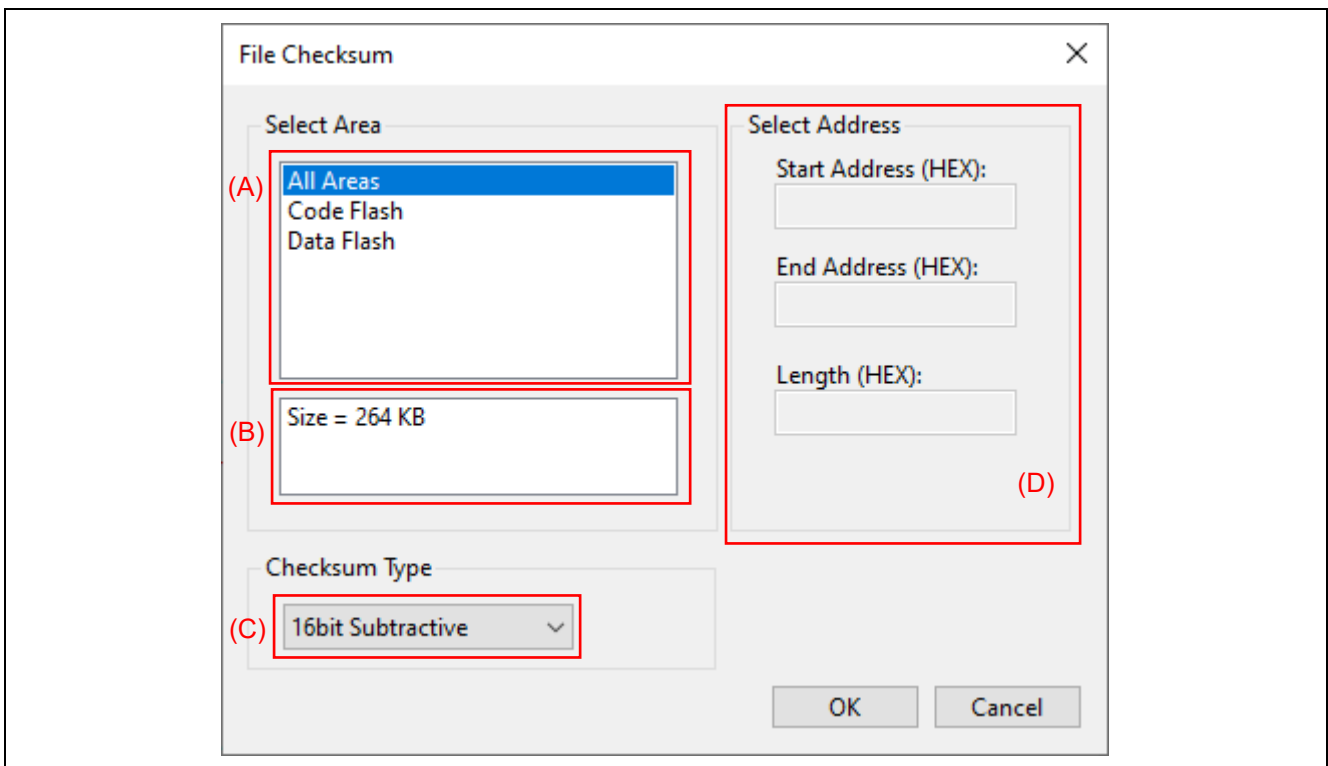 File Checksum
Select Area
(A)
All Areas
Code Flash
Data Flash
(B)
Size = 264 KB
Checksum Type
(C)
16bit Subtractive
Select Address
Start Address (HEX):
End Address (HEX):
Length (HEX):
(D)
OK
Cancel